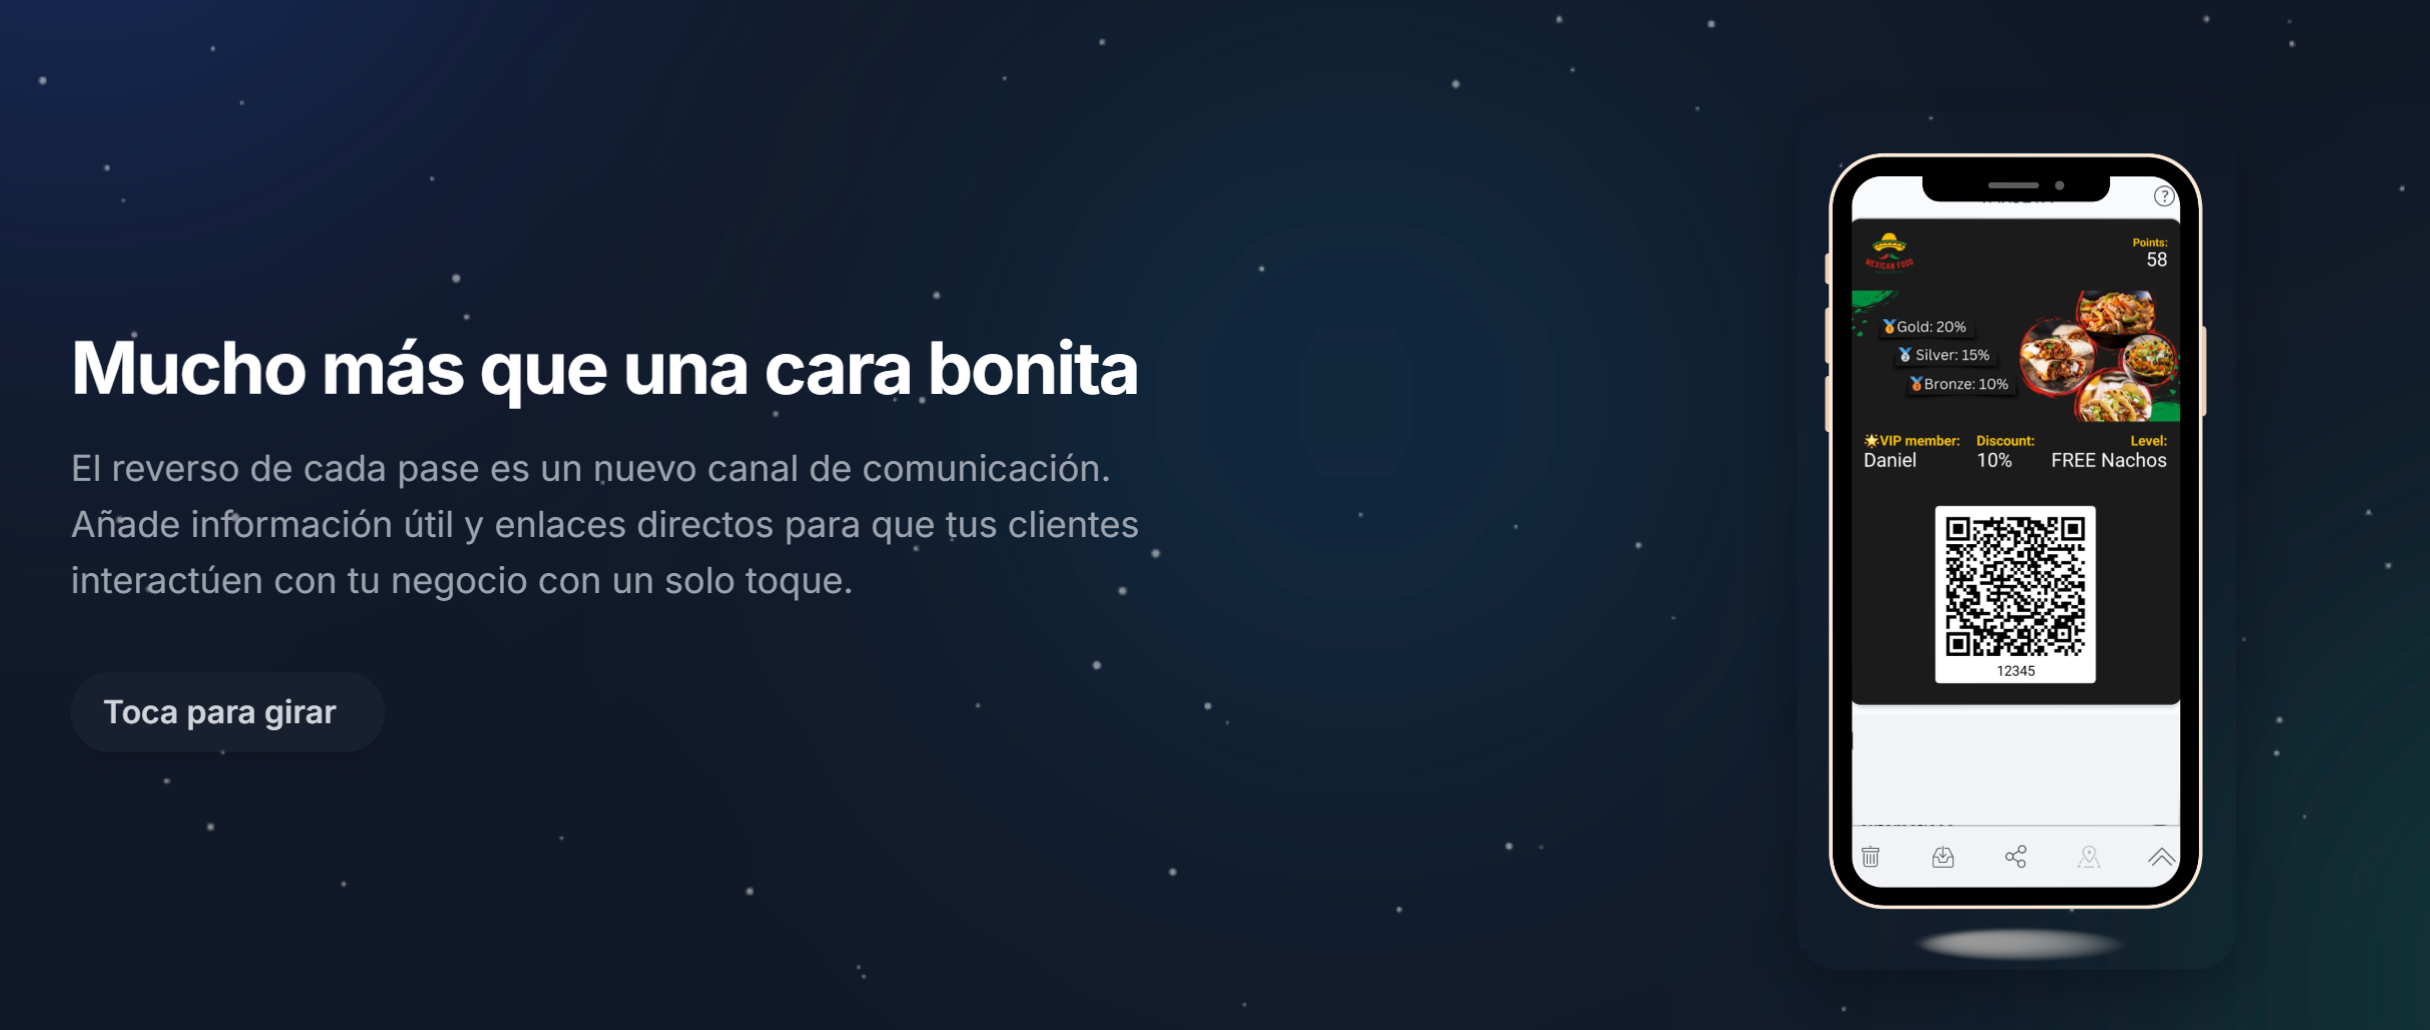 Mucho más que una cara bonita
El reverso de cada pase es un nuevo canal de comunicación.
Añade información útil y enlaces directos para que tus clientes
interactúen con tu negocio con un solo toque.
Toca para girar
?
MEXICAN FOOD
Points:
58
Gold: 20%
Silver: 15%
Bronze: 10%
VIP member: Discount: Level:
Daniel 10% FREE Nachos
12345